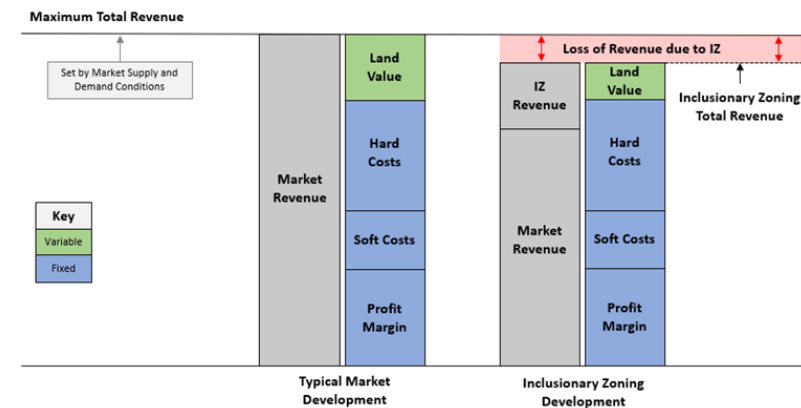 Maximum Total Revenue
Set by Market Supply and
Demand Conditions
Key
Variable
Fixed
Market
Revenue
Land
Value
Hard
Costs
Soft Costs
Profit
Margin
Typical Market
Development
Loss of Revenue due to IZ
IZ
Revenue
Market
Revenue
Land
Value
Hard
Costs
Soft Costs
Profit
Margin
Inclusionary Zoning
Total Revenue
Inclusionary Zoning
Development